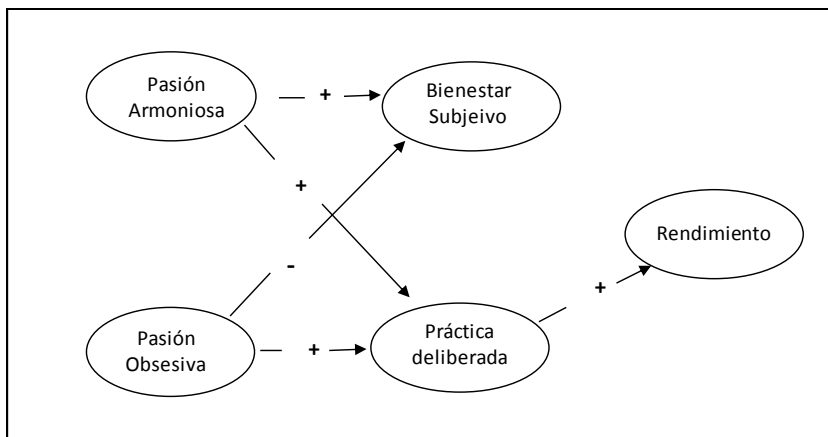 Pasión
Armoniosa
+
Bienestar
Subjeivo
+
Rendimiento
-
+
Pasión
Obsesiva
+
Práctica
deliberada